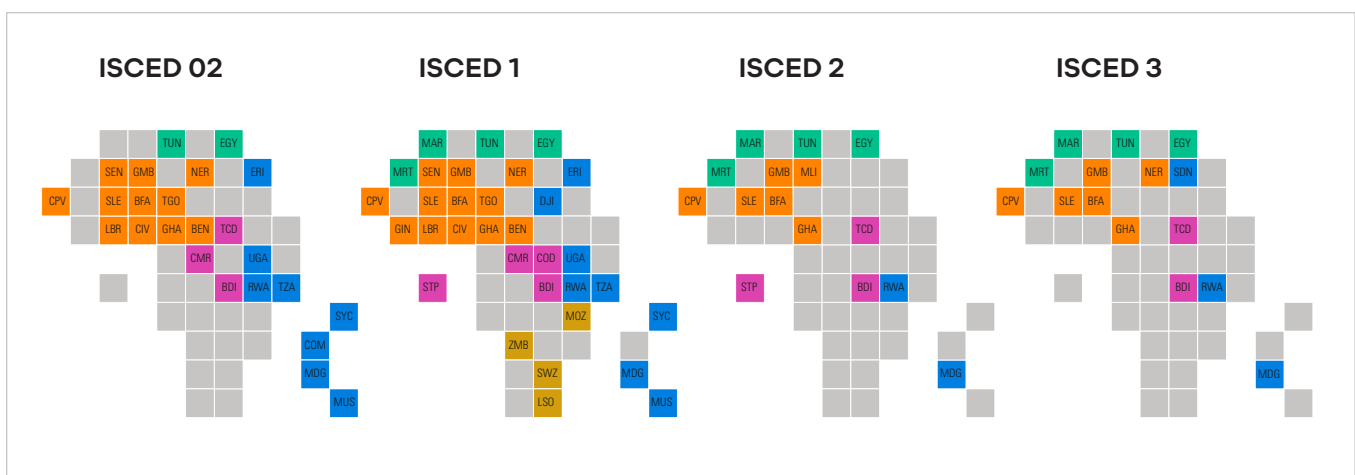 ISCED 02 ISCED 1 ISCED 2 ISCED 3
TUN EGY MAR TUN EGY MAR TUN EGY MAR TUN EGY
SEN GMB NER ERI MRT SEN GMB NER ERI MRT GMB MLI MRT GMB NER SDN
CPV SLE BFA TGO CPV SLE BFA TGO DJI CPV SLE BFA CPV SLE BFA
LBR CIV GHA BEN TCD GIN LBR CIV GHA BEN GHA TCD GHA TCD
CMR UGA CMR COD UGA
BDI RWA TZA STP BDI RWA TZA STP BDI RWA BDI RWA
SYC MOZ SYC
COM ZMB
MDG SWZ MDG MDG MDG
MUS LSO MUS